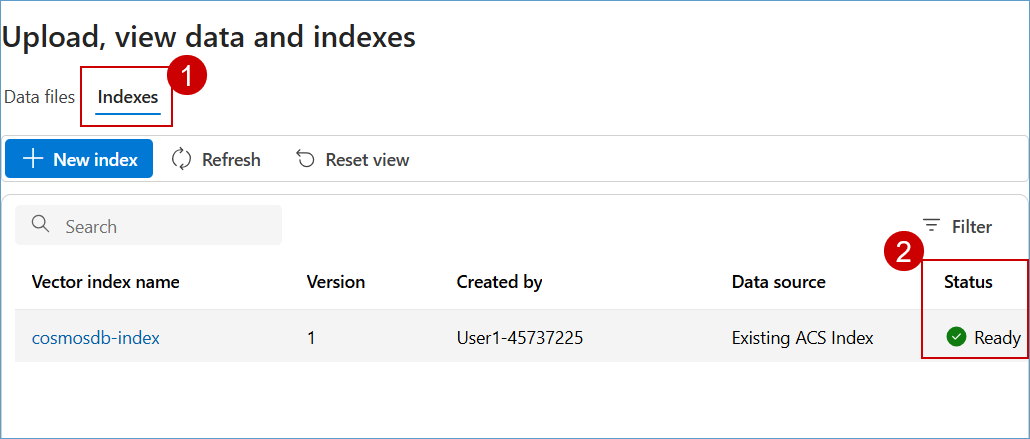 Upload, view data and indexes
1
Data files Indexes
New index Refresh Reset view
Search Filter
2
Vector index name Version Created by Data source Status
cosmosdb-index 1 User1-45737225 Existing ACS Index Ready